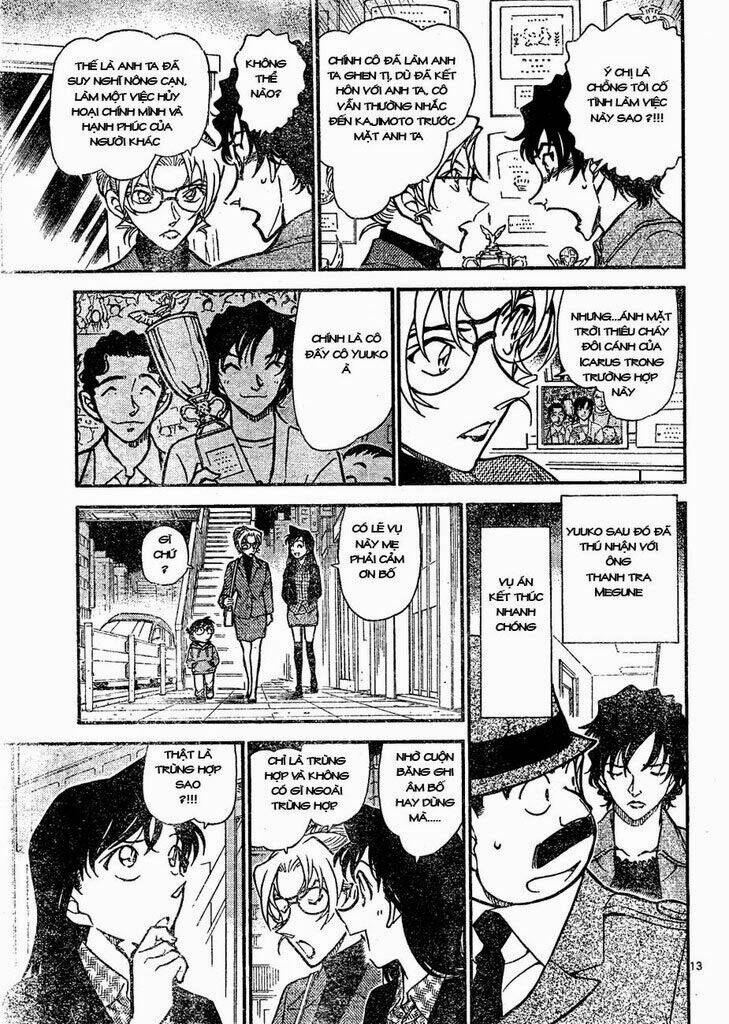 Ý CHỊ LÀ
CHỒNG TÔI CỐ
TÌNH LÀM VIỆC
NÀY SAO ?!!!
CHÍNH CÔ ĐÃ LÀM ANH
TA GHEN TỊ, DÙ ĐÃ KẾT
HÔN VỚI ANH TA, CÔ
VẪN THƯỜNG NHẮC
ĐẾN KAJIMOTO TRƯỚC
MẶT ANH TA
KHÔNG
THỂ
NÀO?
THẾ LÀ ANH TA ĐÃ
SUY NGHĨ NÔNG CẠN,
LÀM MỘT VIỆC HỦY
HOẠI CHÍNH MÌNH VÀ
HẠNH PHÚC CỦA
NGƯỜI KHÁC
NHƯNG...ÁNH MẶT
TRỜI THIÊU CHÁY
ĐÔI CÁNH CỦA
ICARUS TRONG
TRƯỜNG HỢP
NÀY
CHÍNH LÀ CÔ
ĐẤY CÔ YUUKO
À
YUUKO SAU ĐÓ ĐÃ
THÚ NHẬN VỚI
ÔNG
THANH TRA
MEGUNE
VỤ ÁN
KẾT THÚC
NHANH
CHÓNG
CÓ LẼ VỤ
NÀY MẸ
PHẢI CẢM
ƠN BỐ
GÌ
CHỨ
?
NHỜ CUỘN
BĂNG GHI
ÂM BỐ
HAY DÙNG
MÀ.....
CHỈ LÀ TRÙNG
HỢP VÀ KHÔNG
CÓ GÌ NGOÀI
TRÙNG HỢP
THẬT LÀ
TRÙNG HỢP
SAO
?!!!
13